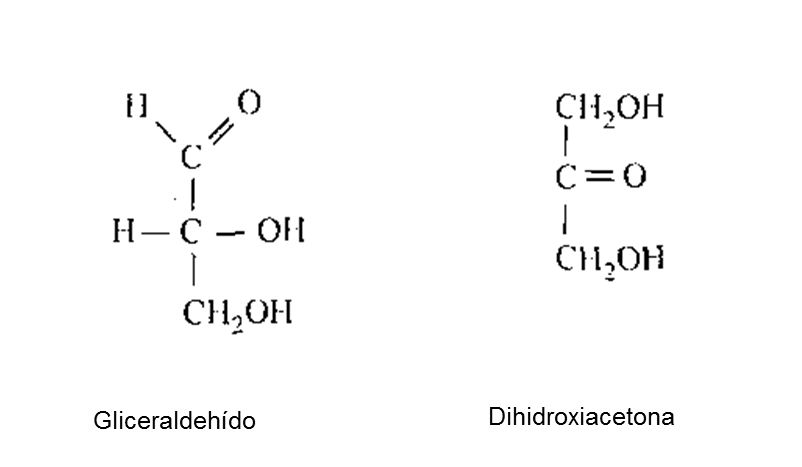 H O
C
H — C — OH
CH₂OH
Gliceraldehído
CH₂OH
C = O
CH₂OH
Dihidroxiacetona